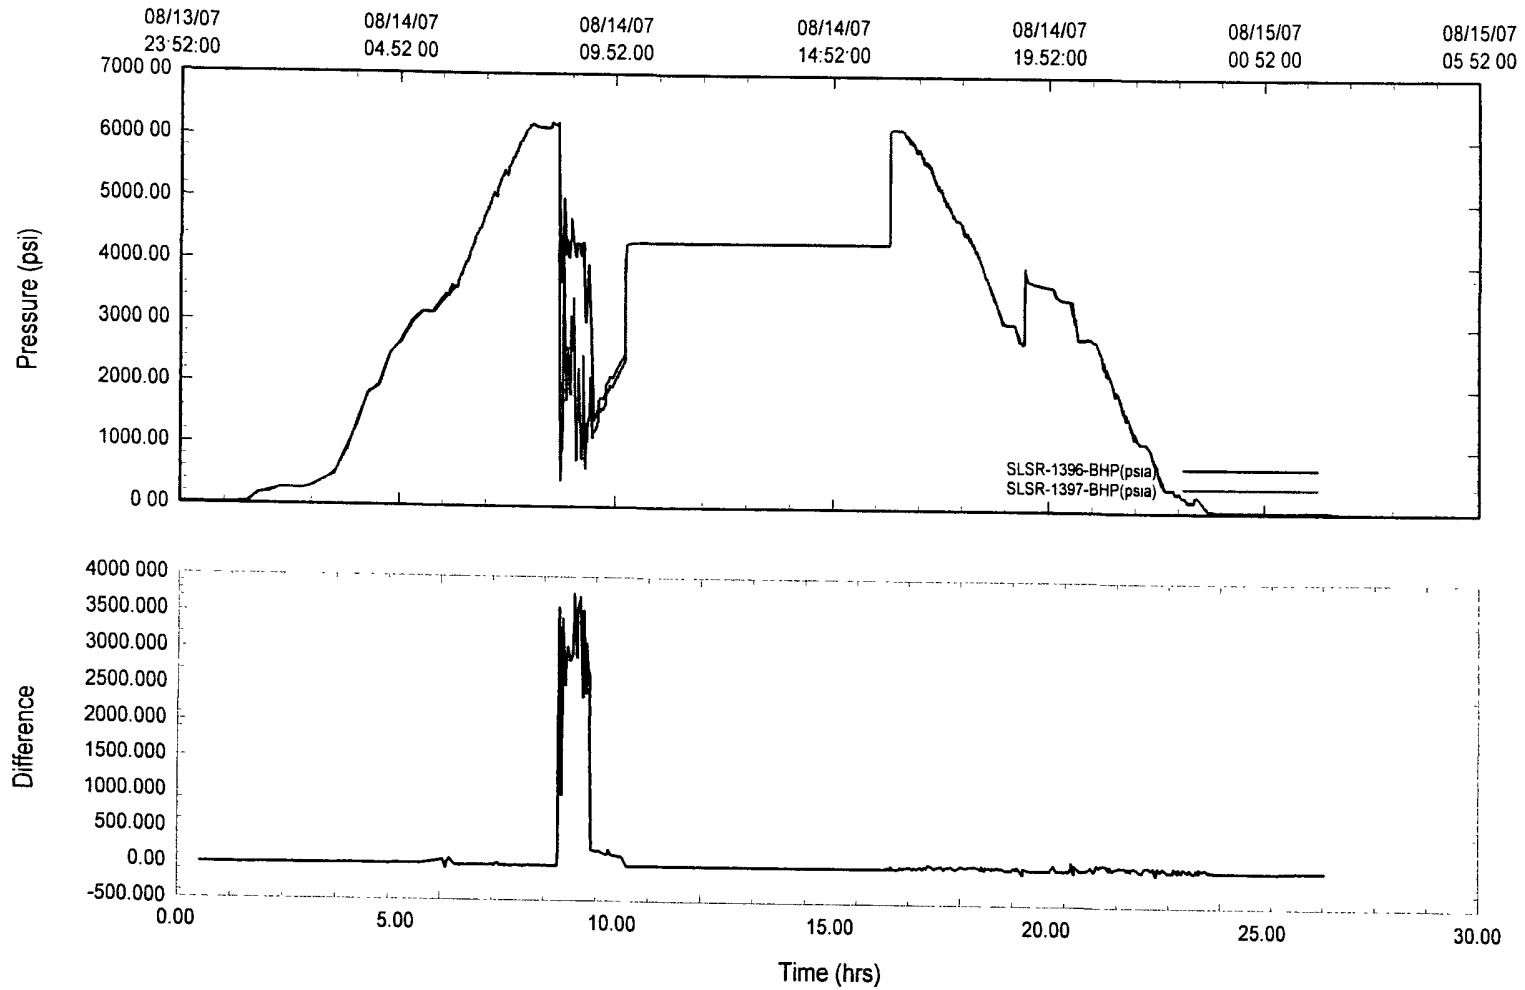 08/13/07 08/14/07 08/14/07 08/14/07 08/14/07 08/15/07 08/15/07
23:52:00 04.52 00 09.52.00 14:52:00 19.52:00 00 52 00 05 52 00
7000 00
6000 00
5000.00
4000 00
3000 00
2000.00
1000.00
0 00
Pressure (psi)
SLSR-1396-BHP(psia)
SLSR-1397-BHP(psia)
4000 000
3500.000
3000.000
2500.000
2000.000
1500.000
1000.000
500.000
0.00
-500.000
Difference
0.00 5.00 10.00 15.00 20.00 25.00 30.00
Time (hrs)